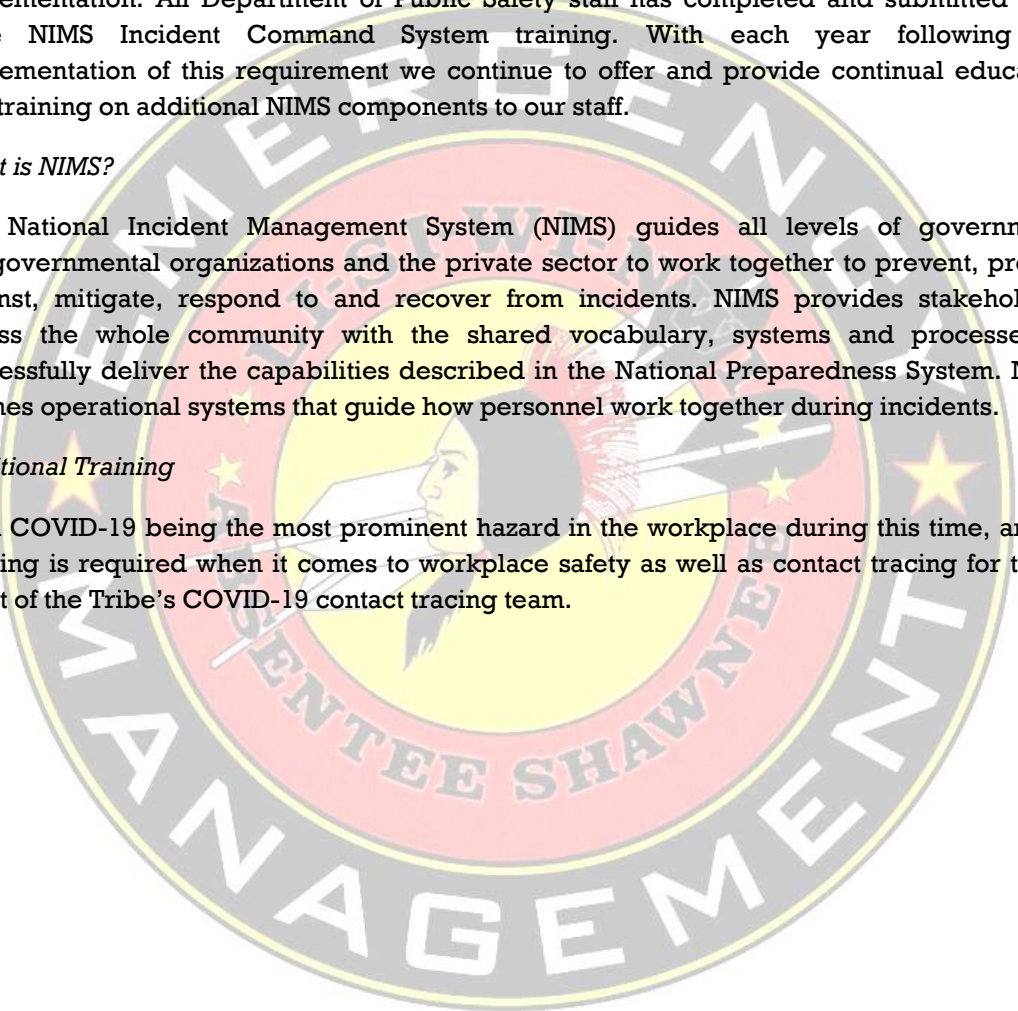 ementation. All Department of Public Safety staff has completed and submitted
NIMS Incident Command System training. With each year following
ementation of this requirement we continue to offer and provide continual educa
training on additional NIMS components to our staff.
t is NIMS?
National Incident Management System (NIMS) guides all levels of governm
governmental organizations and the private sector to work together to prevent, pro
nst, mitigate, respond to and recover from incidents. NIMS provides stakehol
ss the whole community with the shared vocabulary, systems and processe
essfully deliver the capabilities described in the National Preparedness System. N
nes operational systems that guide how personnel work together during incidents.
tional Training
COVID-19 being the most prominent hazard in the workplace during this time, an
ing is required when it comes to workplace safety as well as contact tracing for t
t of the Tribe's COVID-19 contact tracing team.
EMERGENCY
LI-SI-WI-NWI
ABSENTEE SHAWNEE
MANAGEMENT